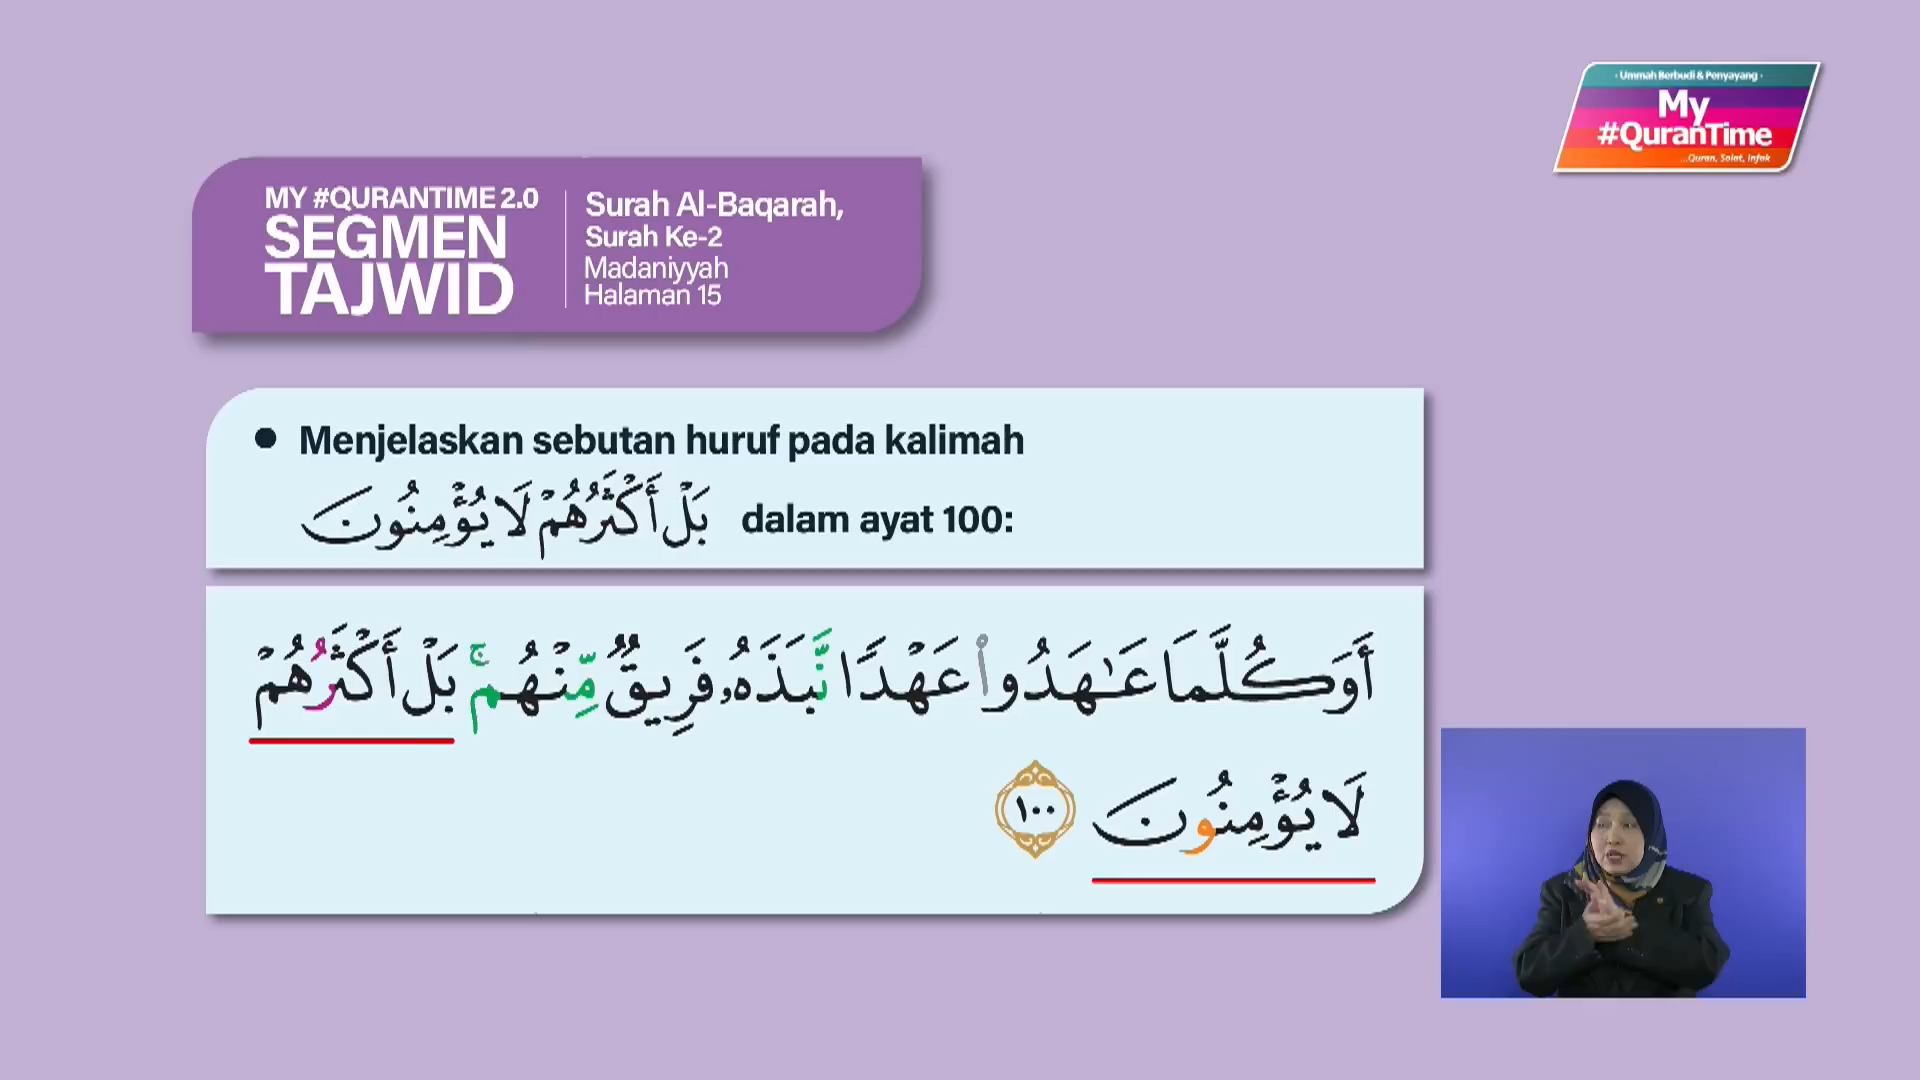 · Ummah Berbudi & Penyayang ·
My
#QuranTime
...Quran, Solat, Infak
MY #QURANTIME 2.0
SEGMEN
TAJWID
Surah Al-Baqarah,
Surah Ke-2
Madaniyyah
Halaman 15
● Menjelaskan sebutan huruf pada kalimah
بَلۡ أَكۡثَرُهُمۡ لَا يُؤۡمِنُونَ dalam ayat 100:
أَوَكُلَّمَا عَٰهَدُواْ عَهۡدٗا نَّبَذَهُۥ فَرِيقٞ مِّنۡهُمۚ بَلۡ أَكۡثَرُهُمۡ
لَا يُؤۡمِنُونَ ١٠٠